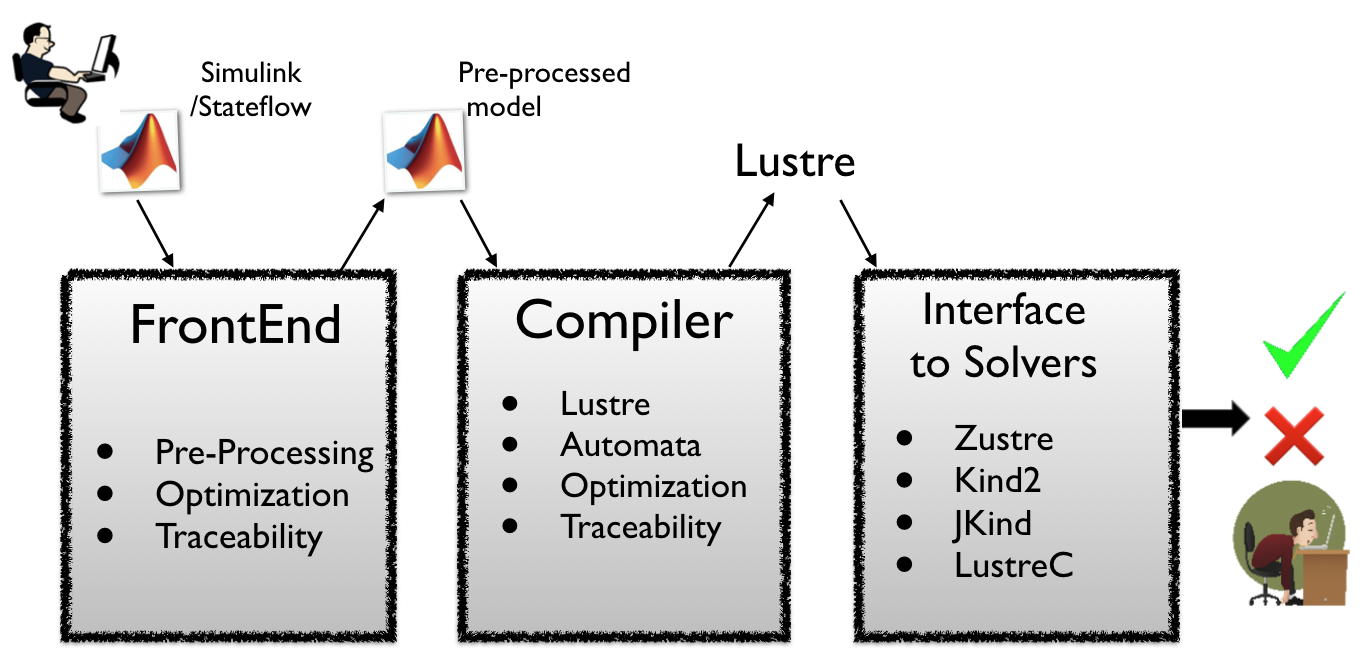 Simulink
/Stateflow
Pre-processed
model
Lustre
FrontEnd
• Pre-Processing
• Optimization
• Traceability
Compiler
• Lustre
• Automata
• Optimization
• Traceability
Interface
to Solvers
• Zustre
• Kind2
• JKind
• LustreC